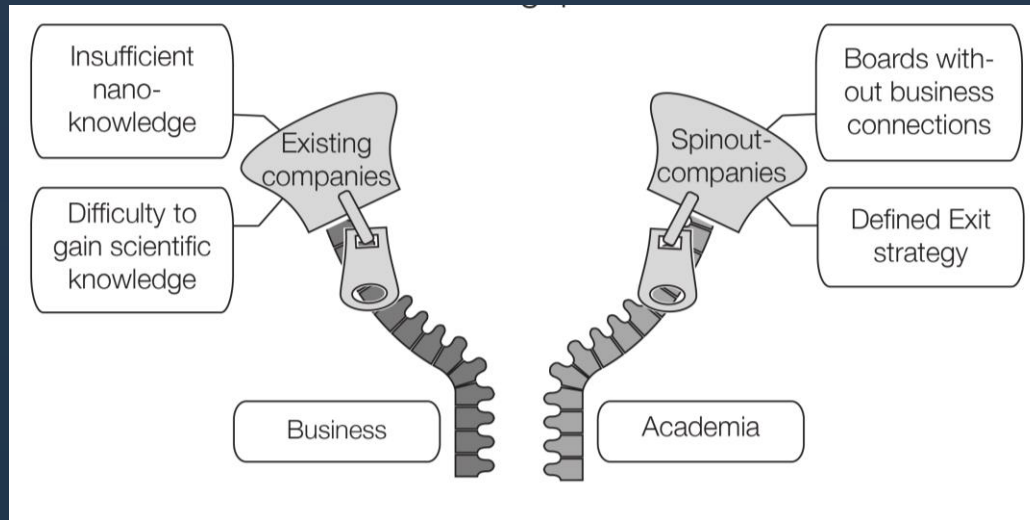 Insufficient
nano-
knowledge
Existing
companies
Difficulty to
gain scientific
knowledge
Business
Boards with-
out business
connections
Spinout-
companies
Defined Exit
strategy
Academia